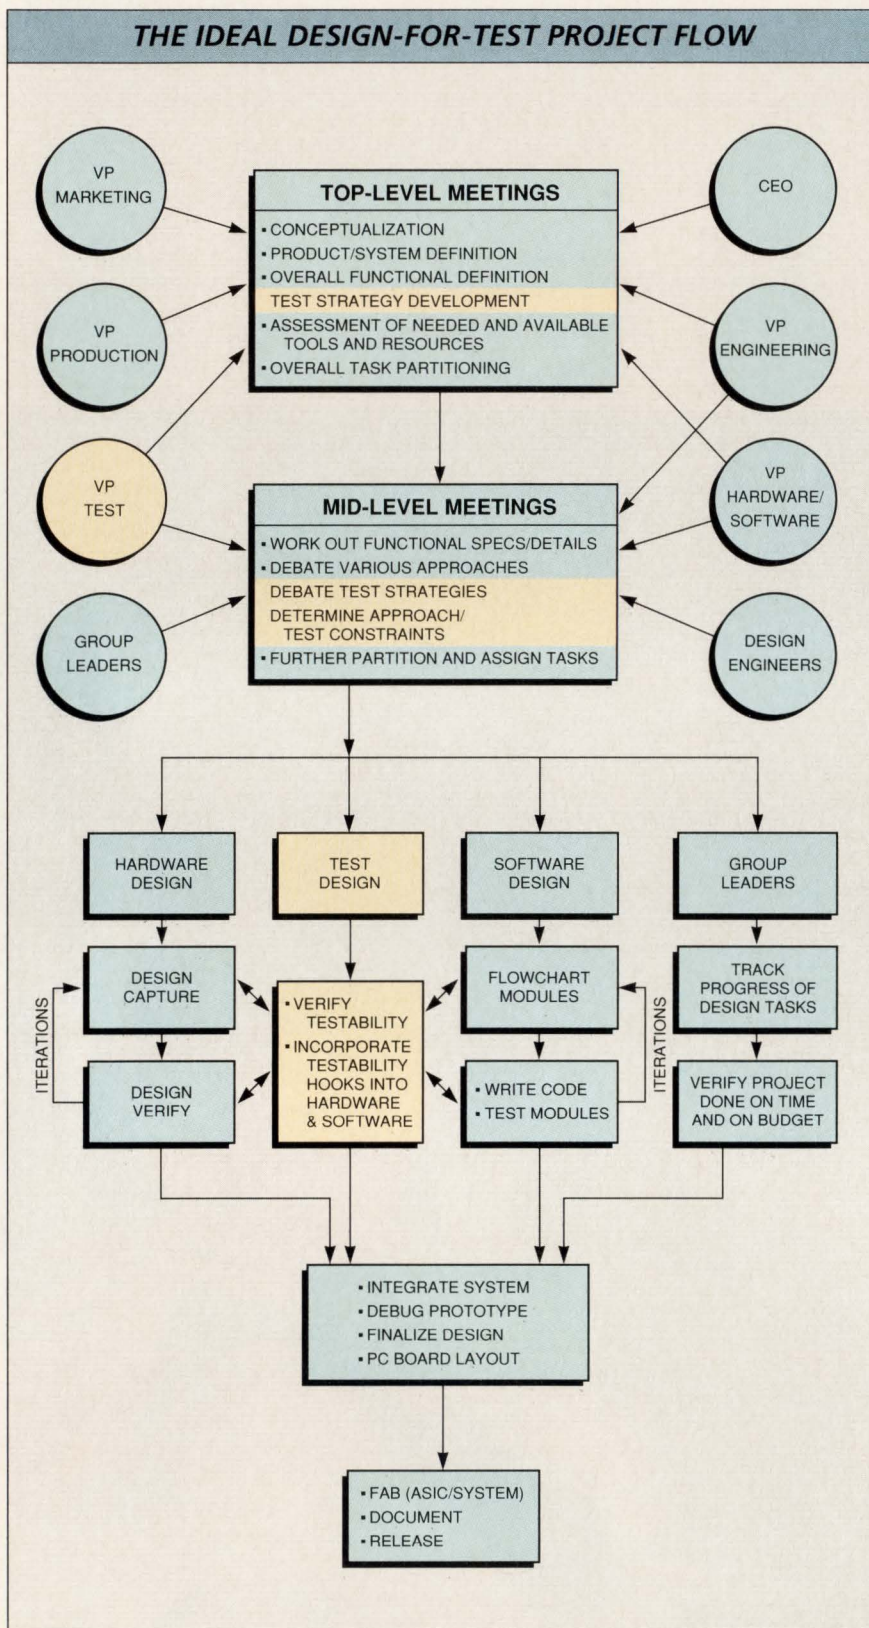 THE IDEAL DESIGN-FOR-TEST PROJECT FLOW
VP
MARKETING
VP
PRODUCTION
VP
TEST
GROUP
LEADERS
TOP-LEVEL MEETINGS
▪ CONCEPTUALIZATION
▪ PRODUCT/SYSTEM DEFINITION
▪ OVERALL FUNCTIONAL DEFINITION
TEST STRATEGY DEVELOPMENT
▪ ASSESSMENT OF NEEDED AND AVAILABLE
TOOLS AND RESOURCES
▪ OVERALL TASK PARTITIONING
CEO
VP
ENGINEERING
VP
HARDWARE/
SOFTWARE
DESIGN
ENGINEERS
MID-LEVEL MEETINGS
▪ WORK OUT FUNCTIONAL SPECS/DETAILS
▪ DEBATE VARIOUS APPROACHES
DEBATE TEST STRATEGIES
DETERMINE APPROACH/
TEST CONSTRAINTS
▪ FURTHER PARTITION AND ASSIGN TASKS
HARDWARE
DESIGN
TEST
DESIGN
SOFTWARE
DESIGN
GROUP
LEADERS
ITERATIONS
DESIGN
CAPTURE
DESIGN
VERIFY
▪ VERIFY
TESTABILITY
▪ INCORPORATE
TESTABILITY
HOOKS INTO
HARDWARE
& SOFTWARE
FLOWCHART
MODULES
▪ WRITE CODE
▪ TEST MODULES
ITERATIONS
TRACK
PROGRESS OF
DESIGN TASKS
VERIFY PROJECT
DONE ON TIME
AND ON BUDGET
▪ INTEGRATE SYSTEM
▪ DEBUG PROTOTYPE
▪ FINALIZE DESIGN
▪ PC BOARD LAYOUT
▪ FAB (ASIC/SYSTEM)
▪ DOCUMENT
▪ RELEASE